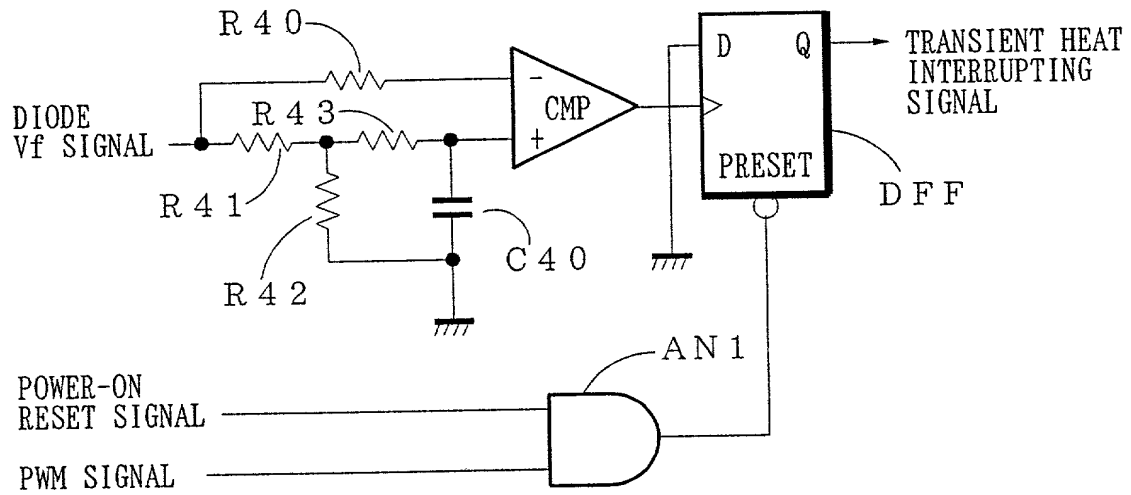 R40
DIODE
Vf SIGNAL
R43
R41
R42
C40
-
+
CMP
D
Q
PRESET
DFF
TRANSIENT HEAT
INTERRUPTING
SIGNAL
AN1
POWER-ON
RESET SIGNAL
PWM SIGNAL